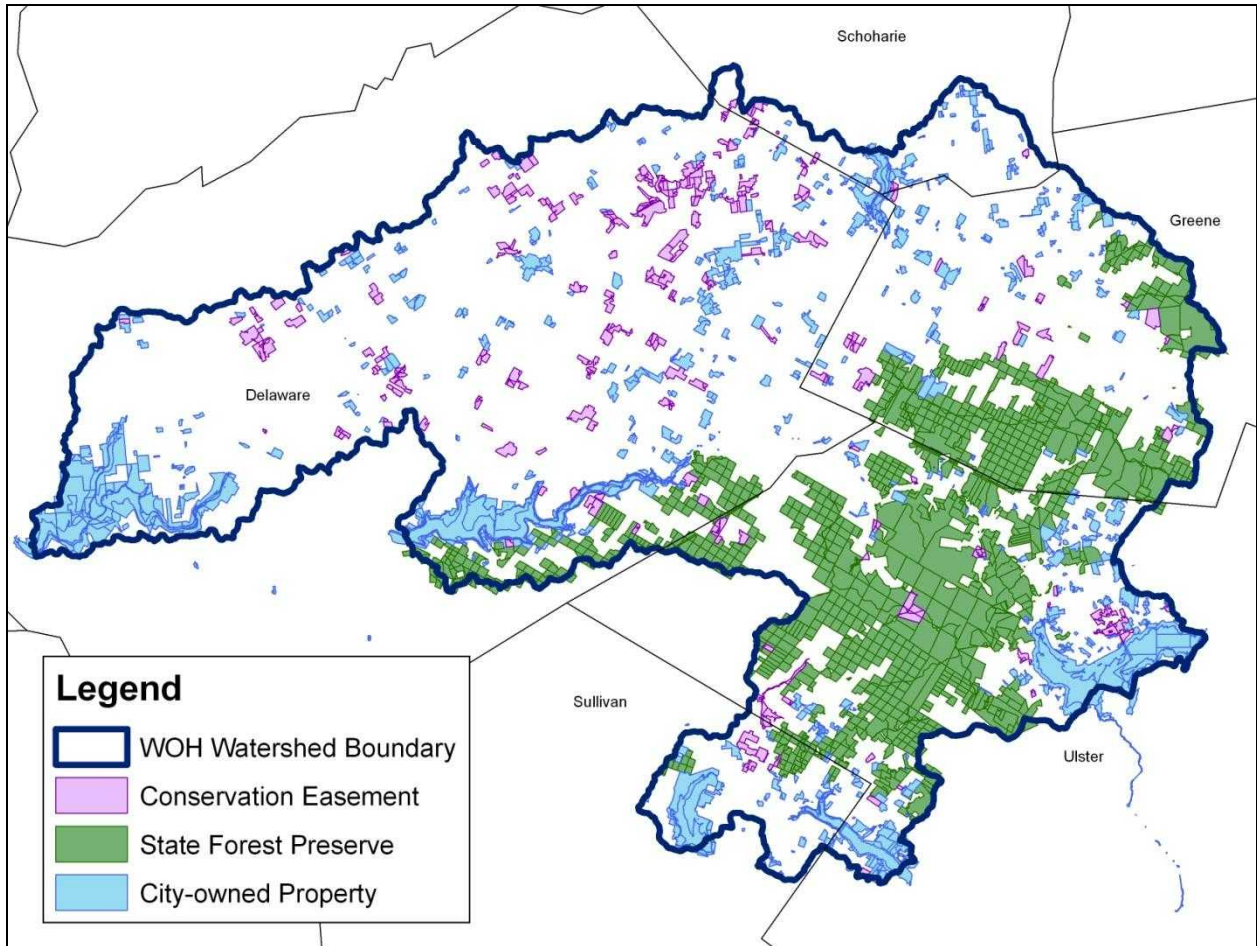 Schoharie
Greene
Delaware
Sullivan
Ulster
Legend
WOH Watershed Boundary
Conservation Easement
State Forest Preserve
City-owned Property